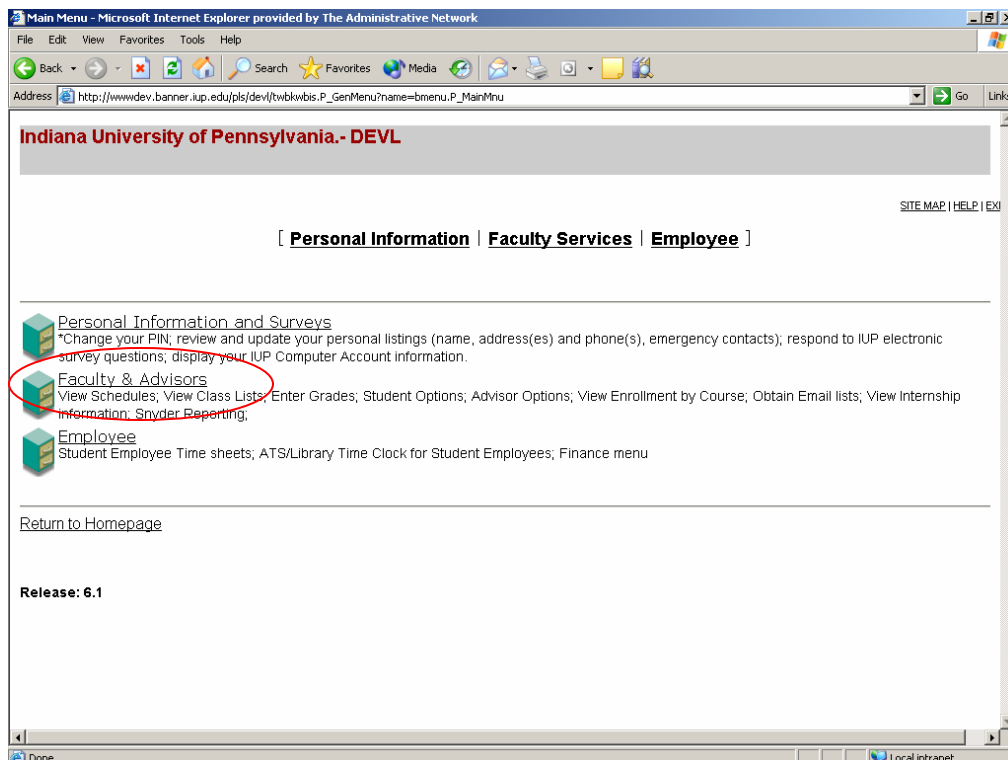 Main Menu - Microsoft Internet Explorer provided by The Administrative Network
File Edit View Favorites Tools Help
Back Search Favorites Media
Address http://wwwdev.banner.iup.edu/pls/devl/twbkwbis.P_GenMenu?name=bmenu.P_MainMnu Go Links
Indiana University of Pennsylvania.- DEVL
SITE MAP | HELP | EXI
[ Personal Information | Faculty Services | Employee ]
Personal Information and Surveys
*Change your PIN; review and update your personal listings (name, address(es) and phone(s), emergency contacts); respond to IUP electronic
survey questions; display your IUP Computer Account information.
Faculty & Advisors
View Schedules; View Class Lists; Enter Grades; Student Options; Advisor Options; View Enrollment by Course; Obtain Email lists; View Internship
information; Snyder Reporting;
Employee
Student Employee Time sheets; ATS/Library Time Clock for Student Employees; Finance menu
Return to Homepage
Release: 6.1
Done Local intranet